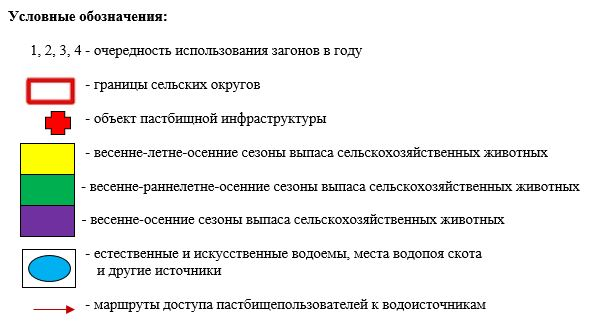 Условные обозначения:
1, 2, 3, 4 - очередность использования загонов в году
- границы сельских округов
- объект пастбищной инфраструктуры
- весенне-летне-осенние сезоны выпаса сельскохозяйственных животных
- весенне-раннелетне-осенние сезоны выпаса сельскохозяйственных животных
- весенне-осенние сезоны выпаса сельскохозяйственных животных
- естественные и искусственные водоемы, места водопоя скота
и другие источники
- маршруты доступа пастбищепользователей к водоисточникам